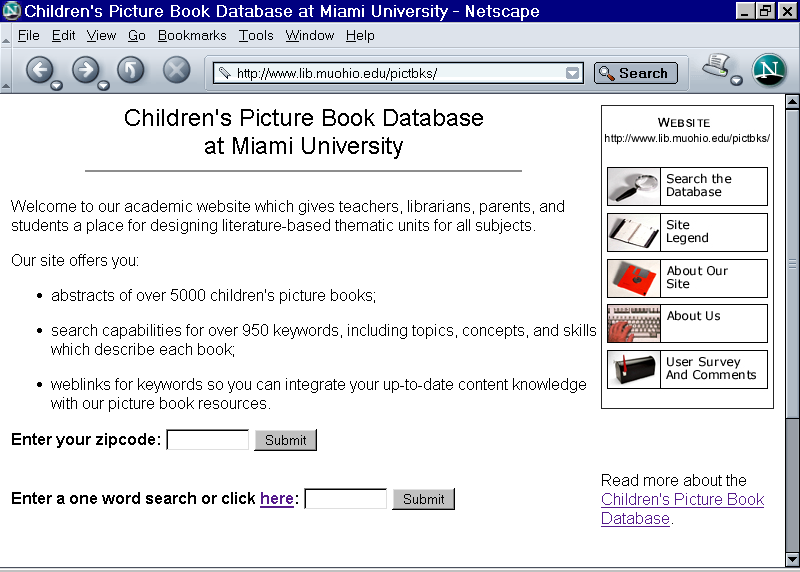 Children's Picture Book Database at Miami University - Netscape
File Edit View Go Bookmarks Tools Window Help
http://www.lib.muohio.edu/pictbks/ Search N
Children's Picture Book Database
at Miami University
Welcome to our academic website which gives teachers, librarians, parents, and
students a place for designing literature-based thematic units for all subjects.
Our site offers you:
• abstracts of over 5000 children's picture books;
• search capabilities for over 950 keywords, including topics, concepts, and skills
which describe each book;
• weblinks for keywords so you can integrate your up-to-date content knowledge
with our picture book resources.
Enter your zipcode: Submit
Enter a one word search or click here: Submit
WEBSITE
http://www.lib.muohio.edu/pictbks/
Search the
Database
Site
Legend
About Our
Site
About Us
User Survey
And Comments
Read more about the
Children's Picture Book
Database.